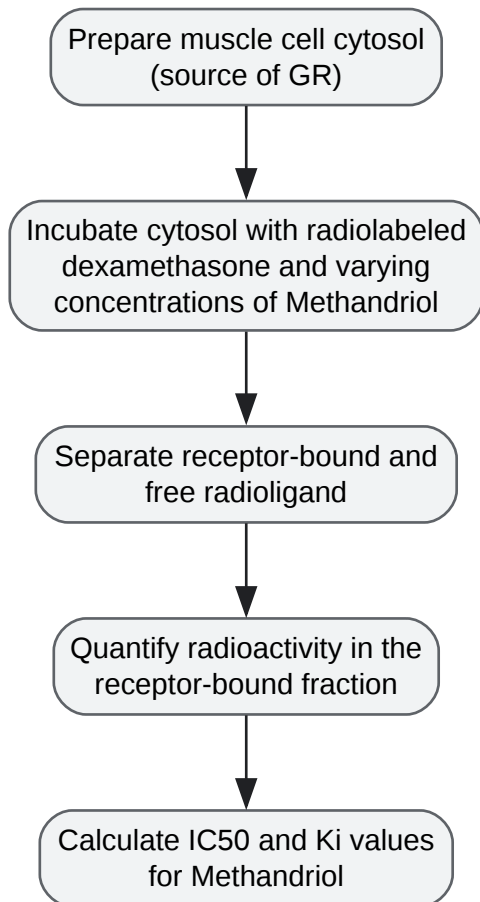 Prepare muscle cell cytosol
(source of GR)
Incubate cytosol with radiolabeled
dexamethasone and varying
concentrations of Methandriol
Separate receptor-bound and
free radioligand
Quantify radioactivity in the
receptor-bound fraction
Calculate IC50 and Ki values
for Methandriol